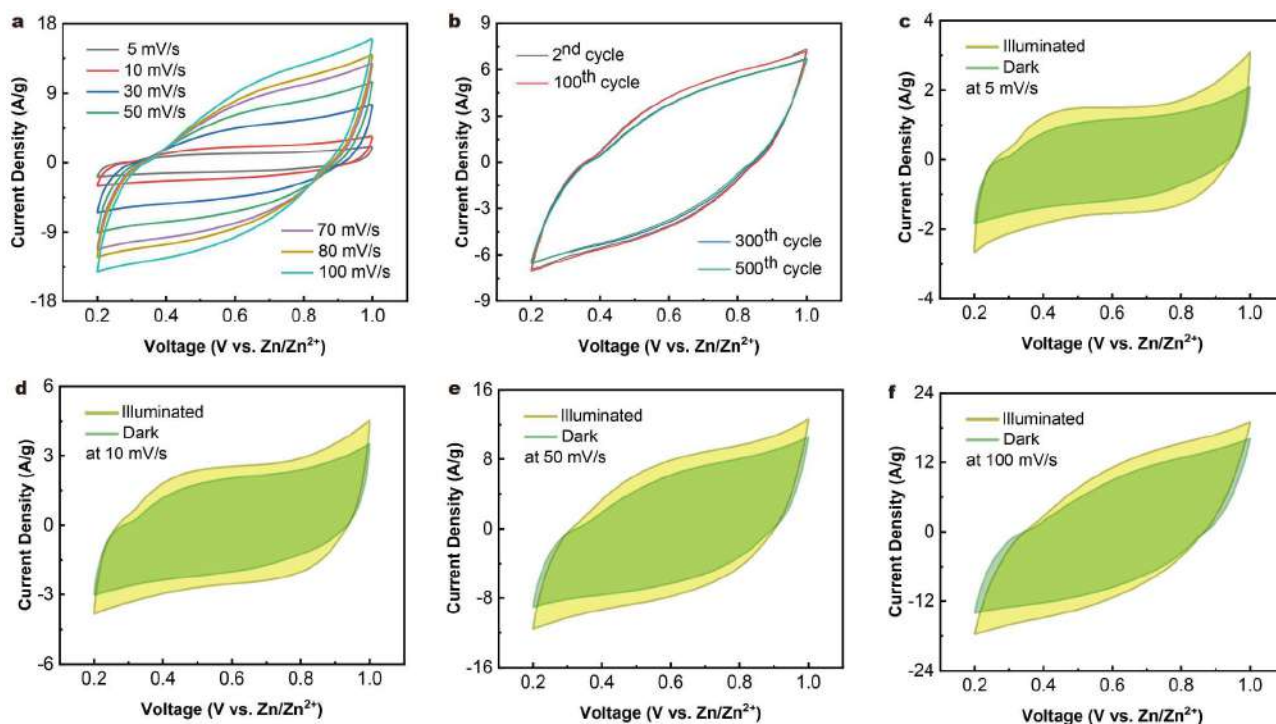 a
18
9
0
-9
-18
Current Density (A/g)
5 mV/s
10 mV/s
30 mV/s
50 mV/s
70 mV/s
80 mV/s
100 mV/s
0.2 0.4 0.6 0.8 1.0
Voltage (V vs. Zn/Zn²⁺)
b
9
6
3
0
-3
-6
-9
Current Density (A/g)
2nd cycle
100th cycle
300th cycle
500th cycle
0.2 0.4 0.6 0.8 1.0
Voltage (V vs. Zn/Zn²⁺)
c
4
2
0
-2
-4
Current Density (A/g)
Illuminated
Dark
at 5 mV/s
0.2 0.4 0.6 0.8 1.0
Voltage (V vs. Zn/Zn²⁺)
d
6
3
0
-3
-6
Current Density (A/g)
Illuminated
Dark
at 10 mV/s
0.2 0.4 0.6 0.8 1.0
Voltage (V vs. Zn/Zn²⁺)
e
16
8
0
-8
-16
Current Density (A/g)
Illuminated
Dark
at 50 mV/s
0.2 0.4 0.6 0.8 1.0
Voltage (V vs. Zn/Zn²⁺)
f
24
12
0
-12
-24
Current Density (A/g)
Illuminated
Dark
at 100 mV/s
0.2 0.4 0.6 0.8 1.0
Voltage (V vs. Zn/Zn²⁺)